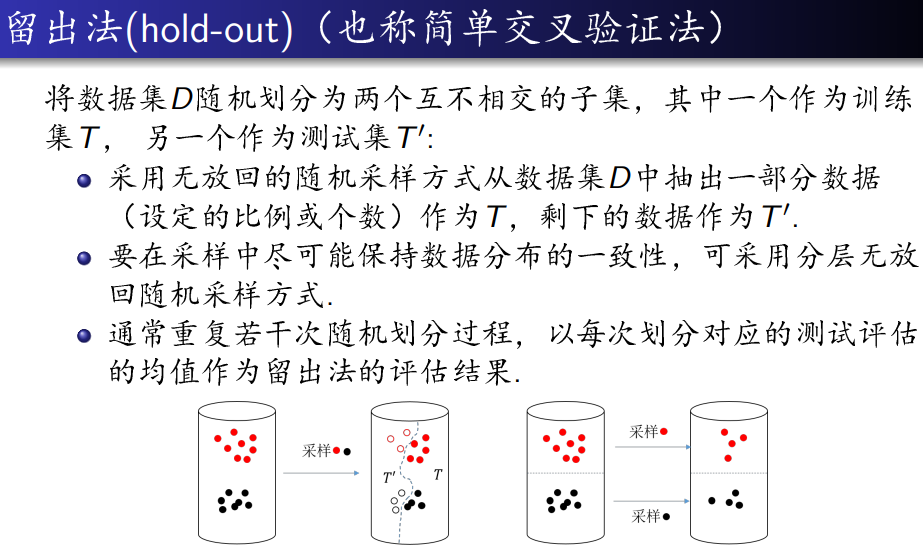 留出法(hold-out)（也称简单交叉验证法）
将数据集D随机划分为两个互不相交的子集，其中一个作为训练
集T， 另一个作为测试集T′:
采用无放回的随机采样方式从数据集D中抽出一部分数据
（设定的比例或个数）作为T，剩下的数据作为T′.
要在采样中尽可能保持数据分布的一致性，可采用分层无放
回随机采样方式.
通常重复若干次随机划分过程，以每次划分对应的测试评估
的均值作为留出法的评估结果.
采样
T′
T
采样
采样